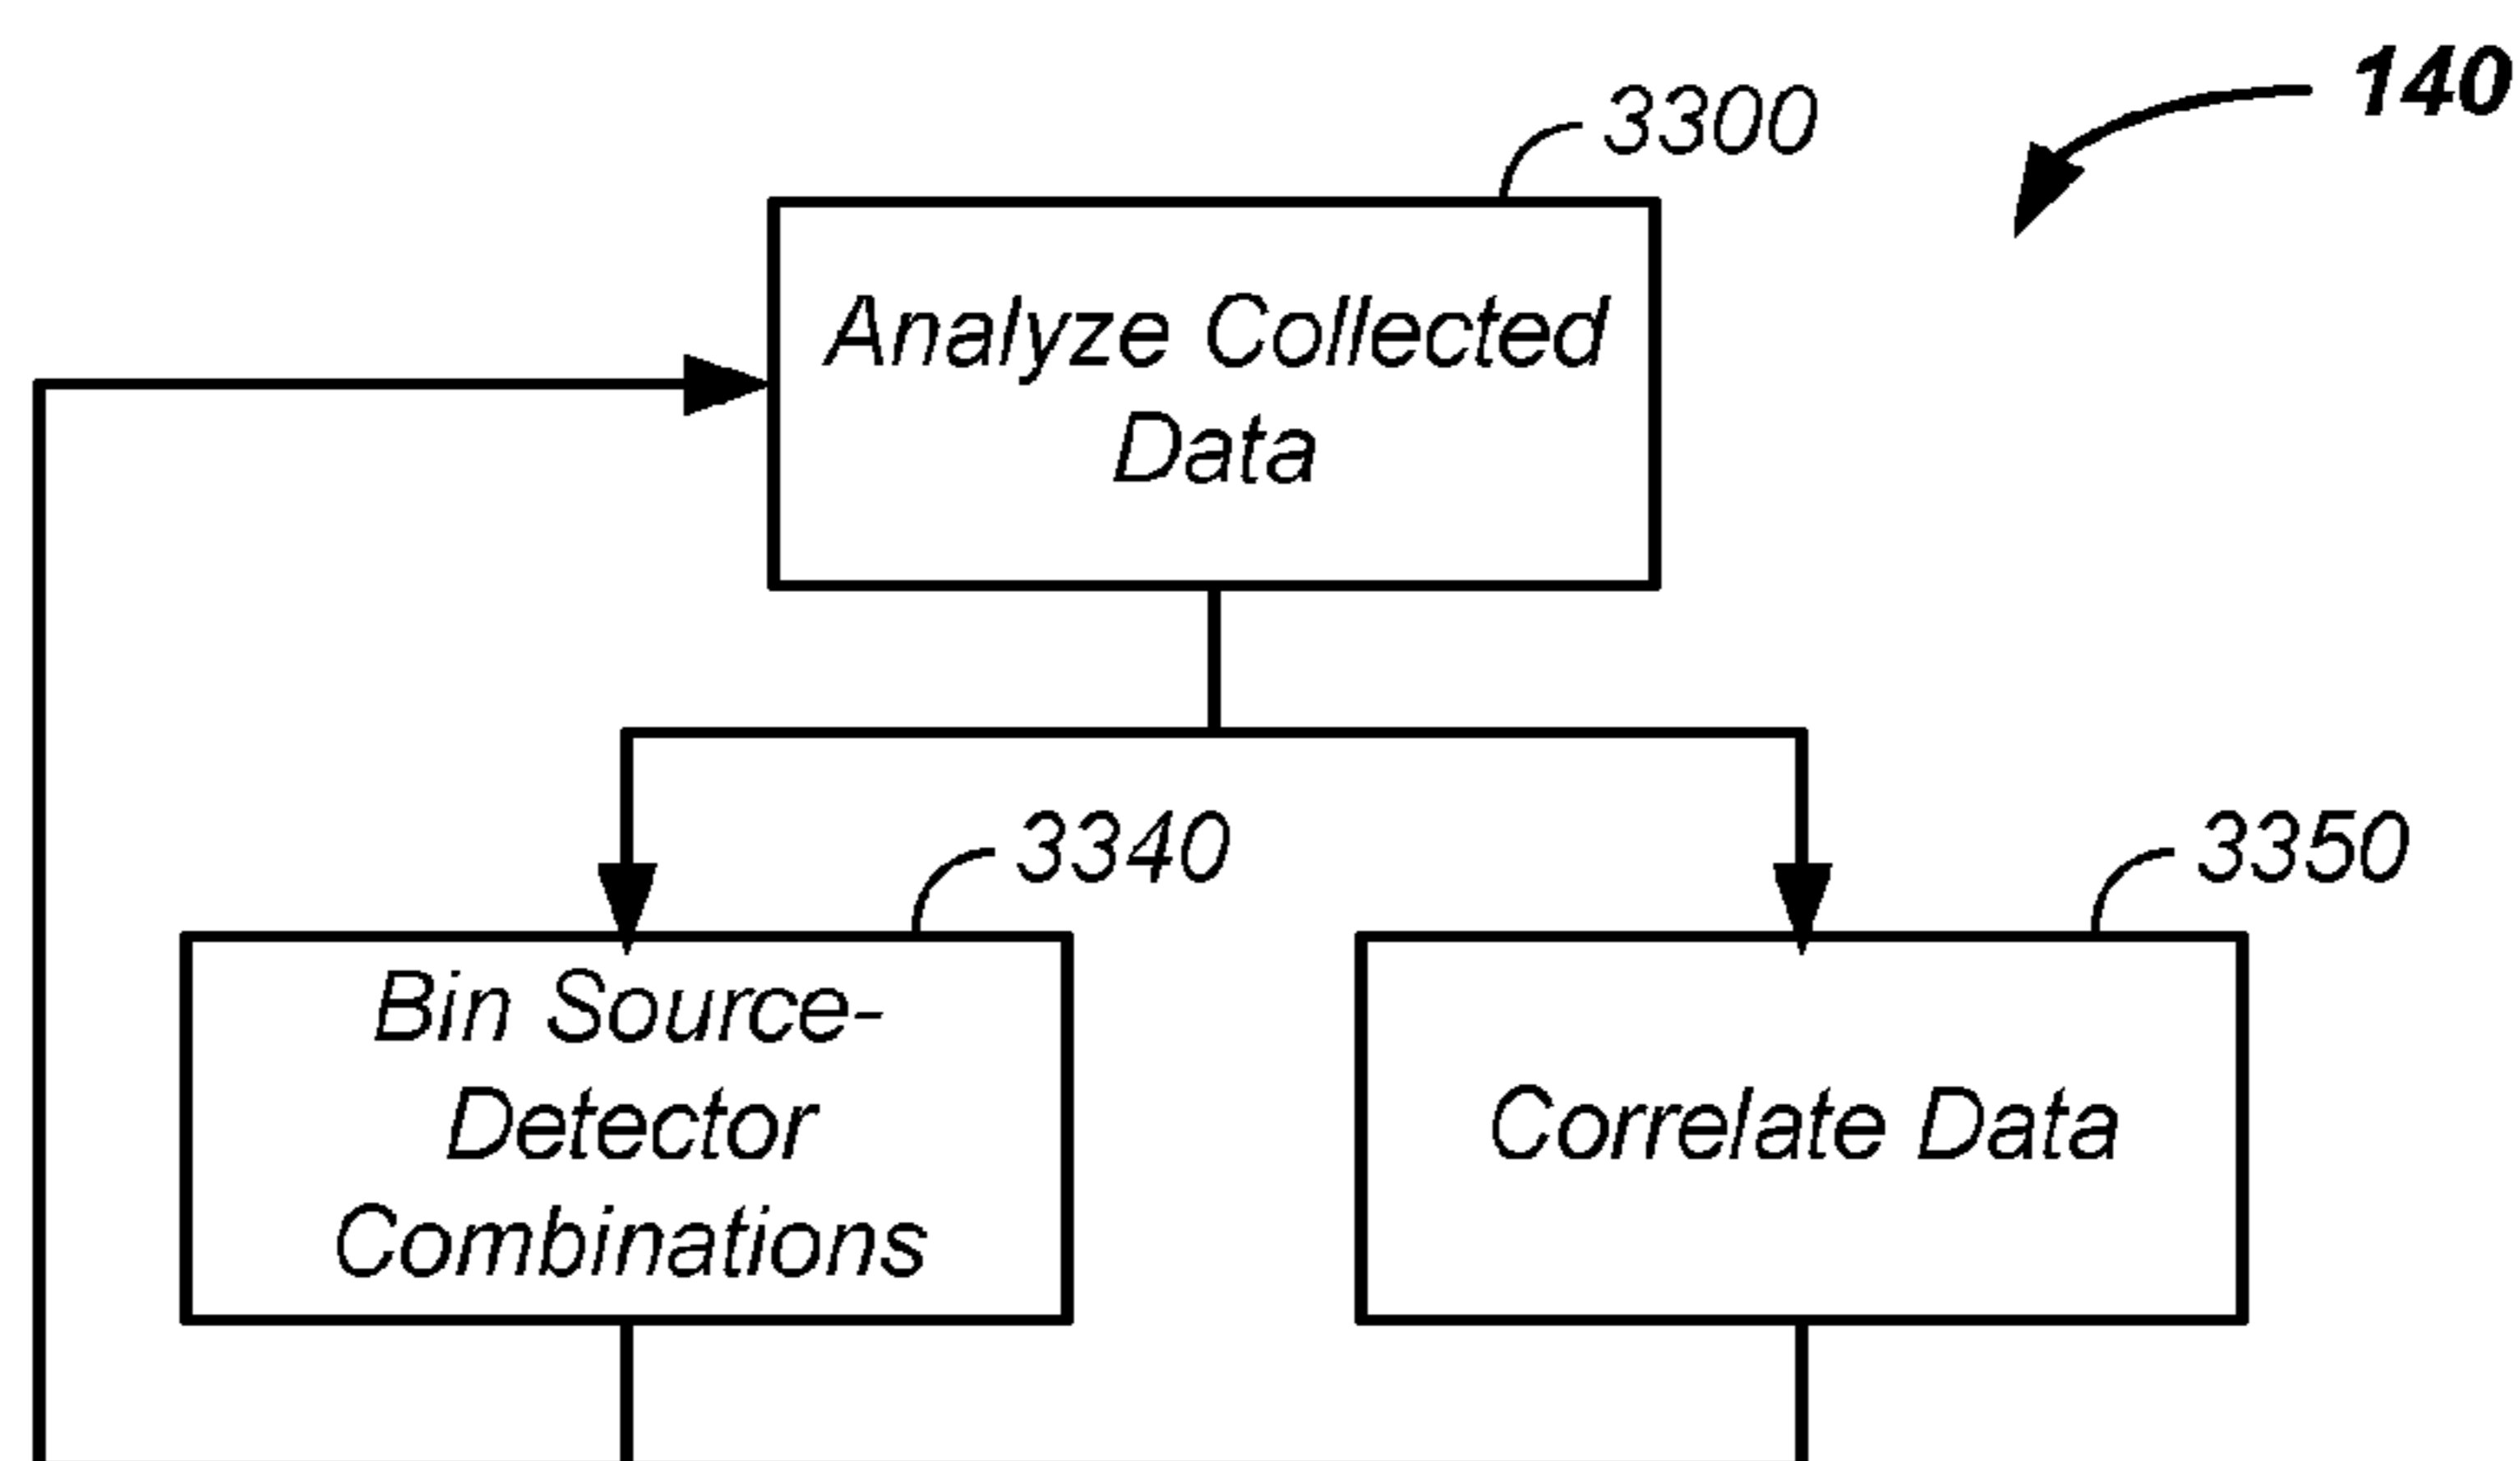 140
3300
Analyze Collected
Data
3340
3350
Bin Source-
Detector
Combinations
Correlate Data